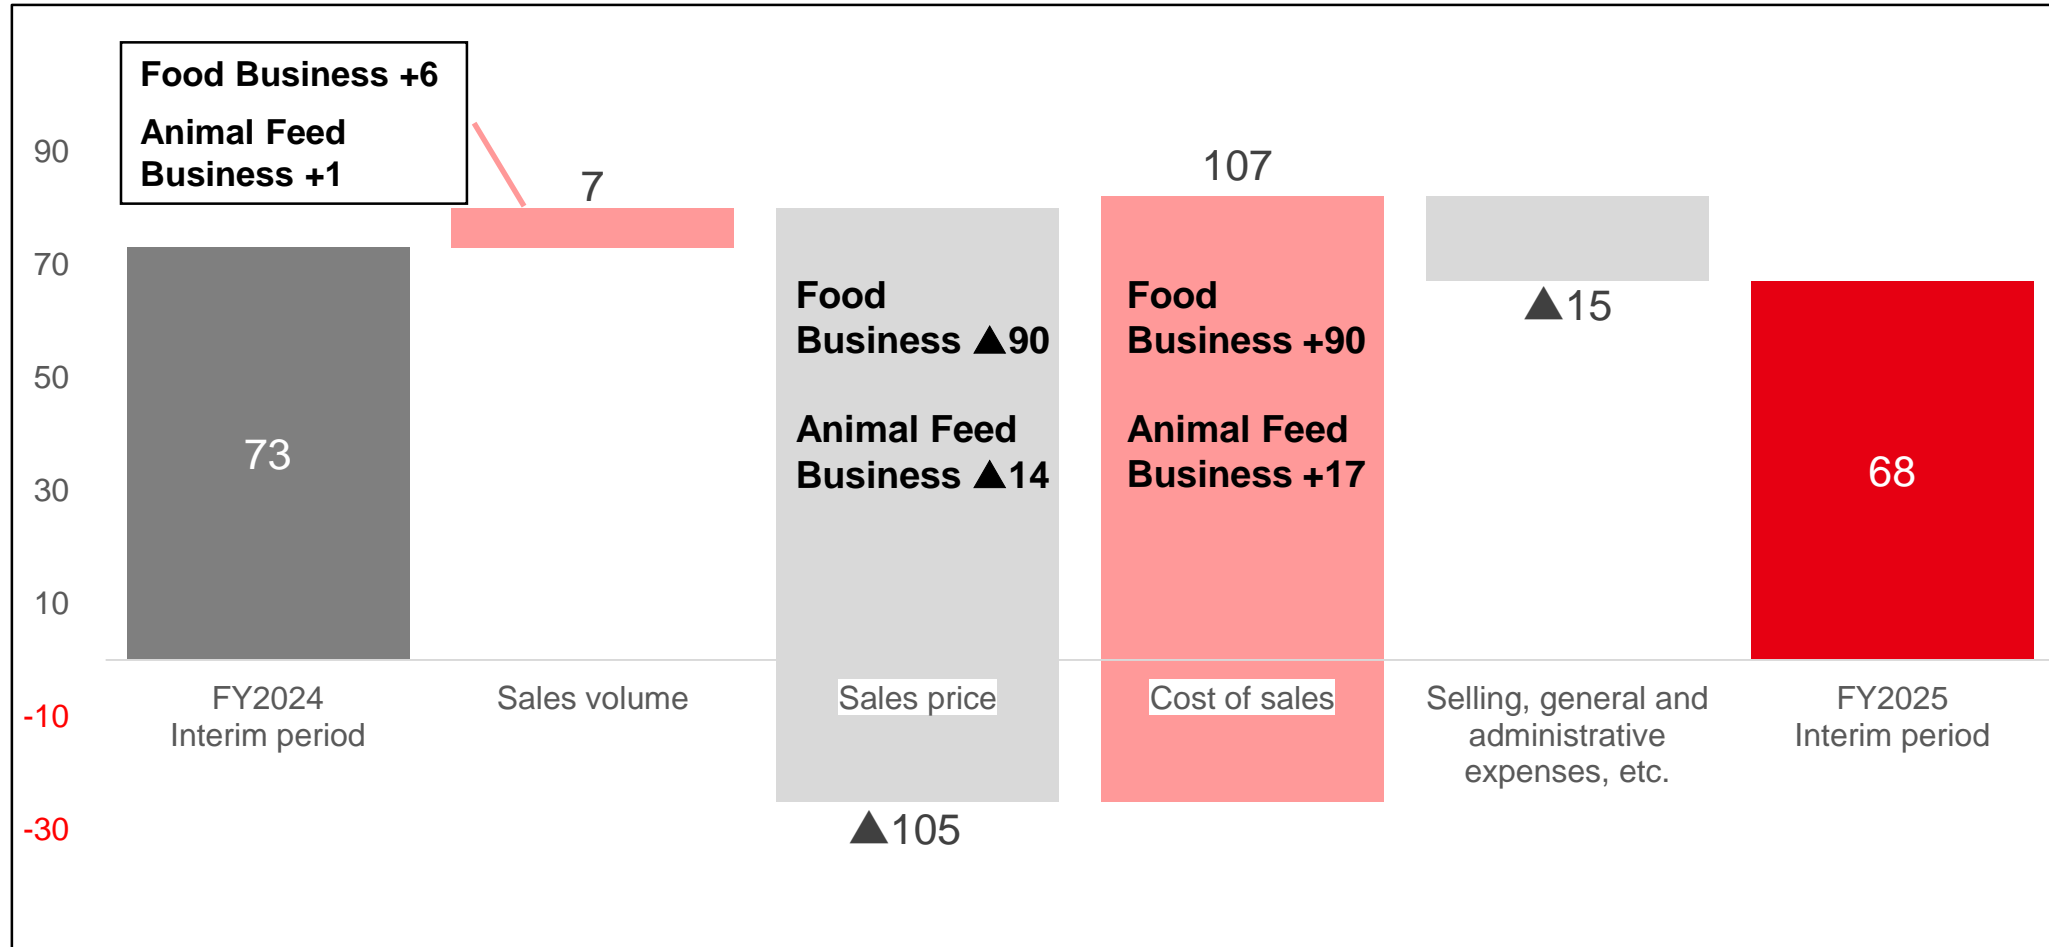 Food Business +6
Animal Feed
Business +1
90
70
50
30
10
-10
-30
73
7
Food
Business ▲90
Animal Feed
Business ▲14
▲105
107
Food
Business +90
Animal Feed
Business +17
▲15
68
FY2024
Interim period
Sales volume
Sales price
Cost of sales
Selling, general and
administrative
expenses, etc.
FY2025
Interim period